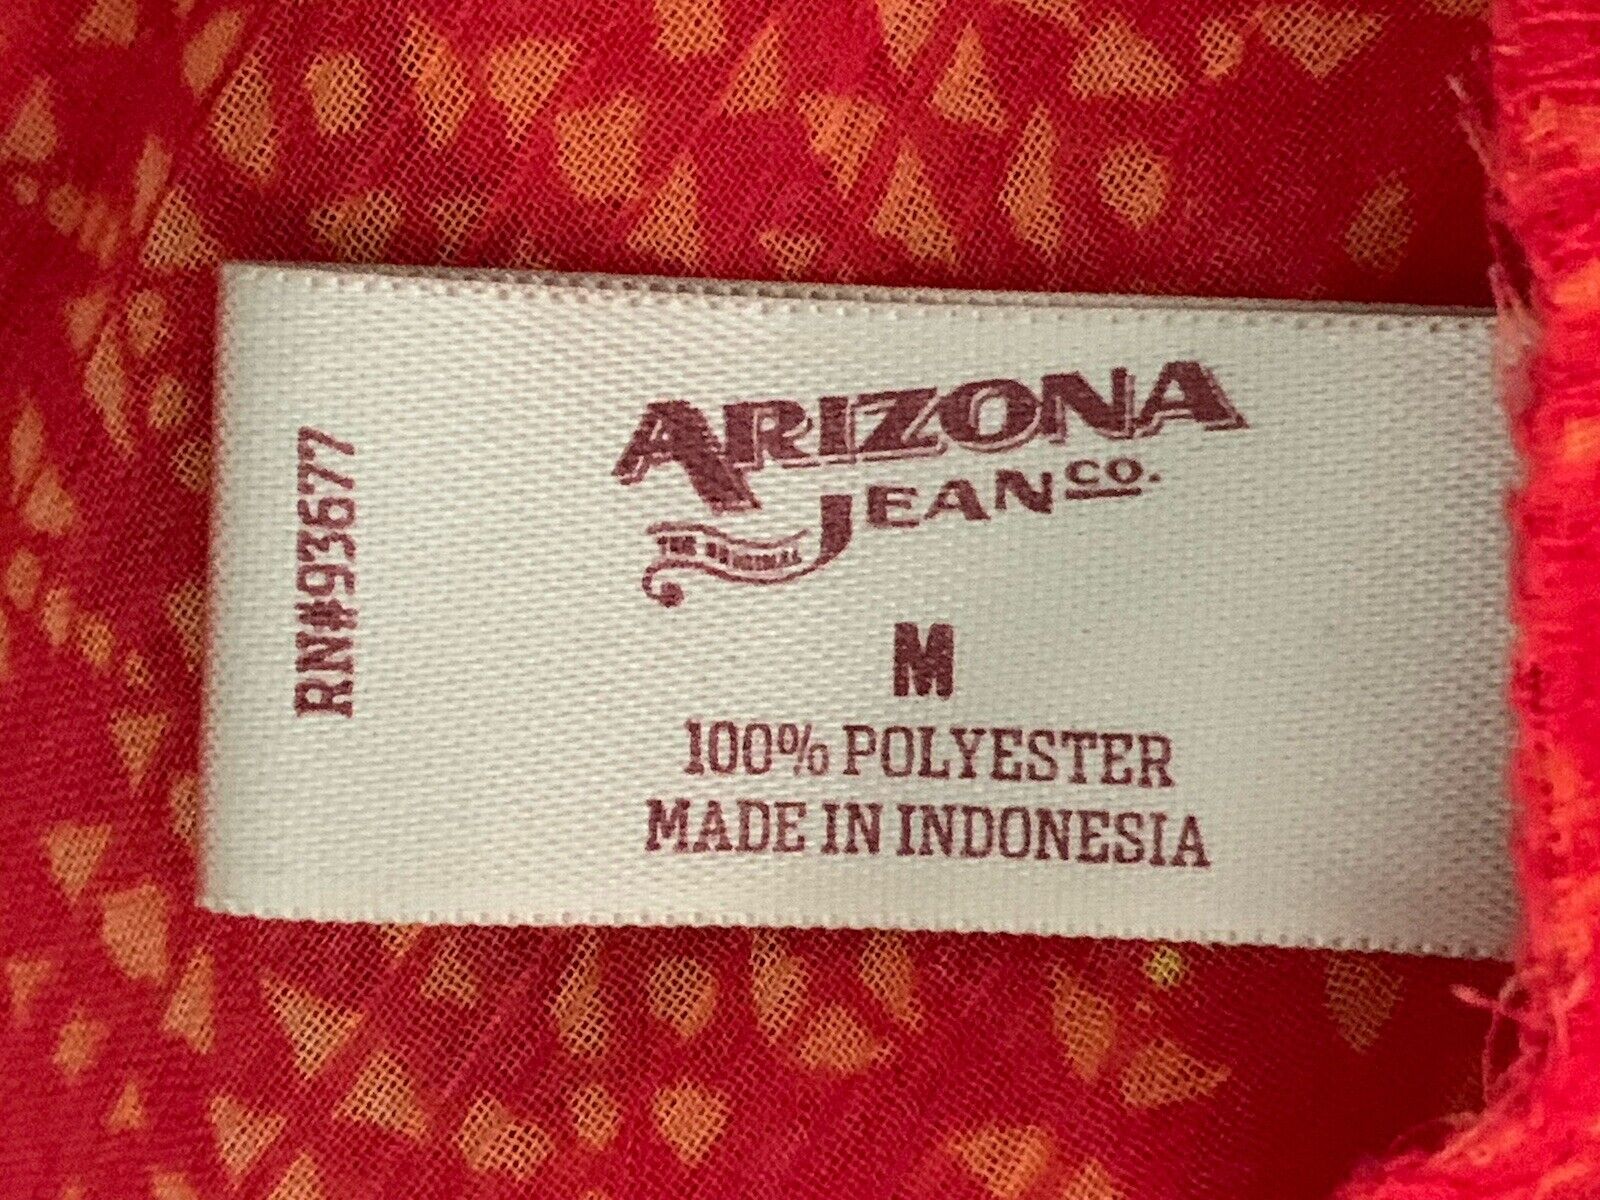 ARIZONA
JEAN CO.
THE ORIGINAL
M
100% POLYESTER
MADE IN INDONESIA
RN#93677